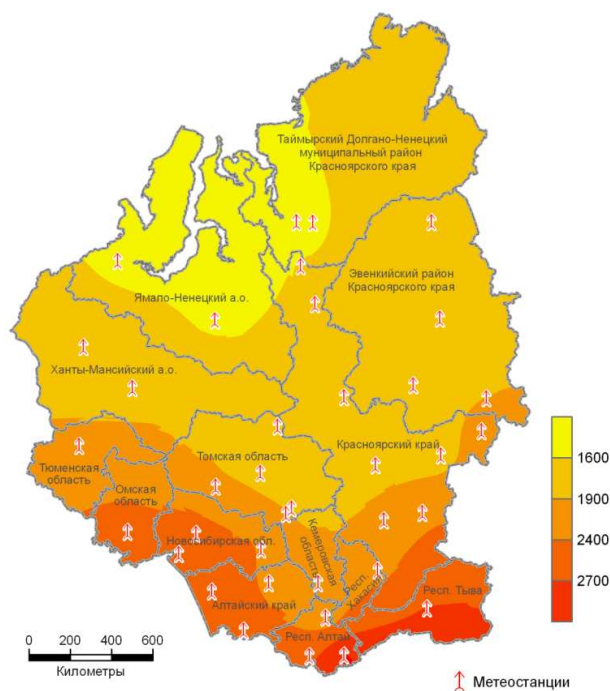 Таймырский Долгано-Ненецкий
муниципальный район
Красноярского края
Эвенкийский район
Красноярского края
Ямало-Ненецкий а.о.
Ханты-Мансийский а.о.
Томская область
Красноярский край
Тюменская
область
Омская
область
Новосибирская обл.
Кемеровская
область
Респ.
Хакасия
Алтайский край
Респ. Тыва
Респ. Алтай
1600
1900
2400
2700
0 200 400 600
Километры
Метеостанции